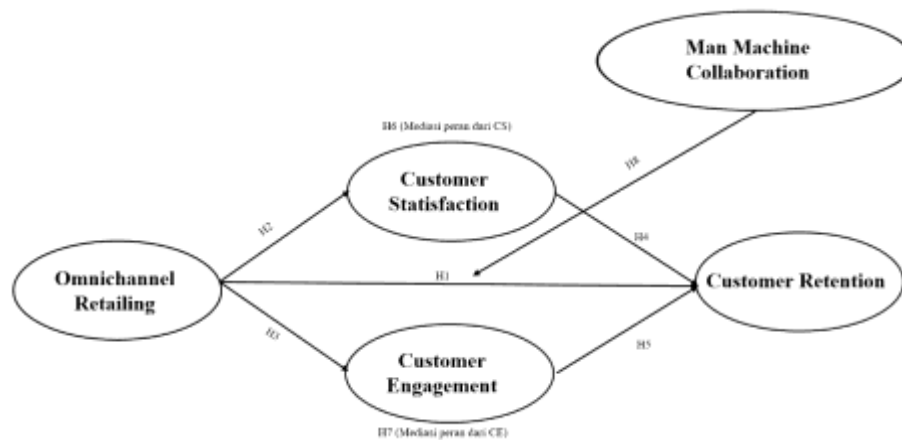 Man Machine
Collaboration
H6 (Mediasi peran dari CS)
H8
Customer
Statisfaction
H2
H4
Omnichannel
Retailing
H1
Customer Retention
H3
Customer
Engagement
H5
H7 (Mediasi peran dari CE)